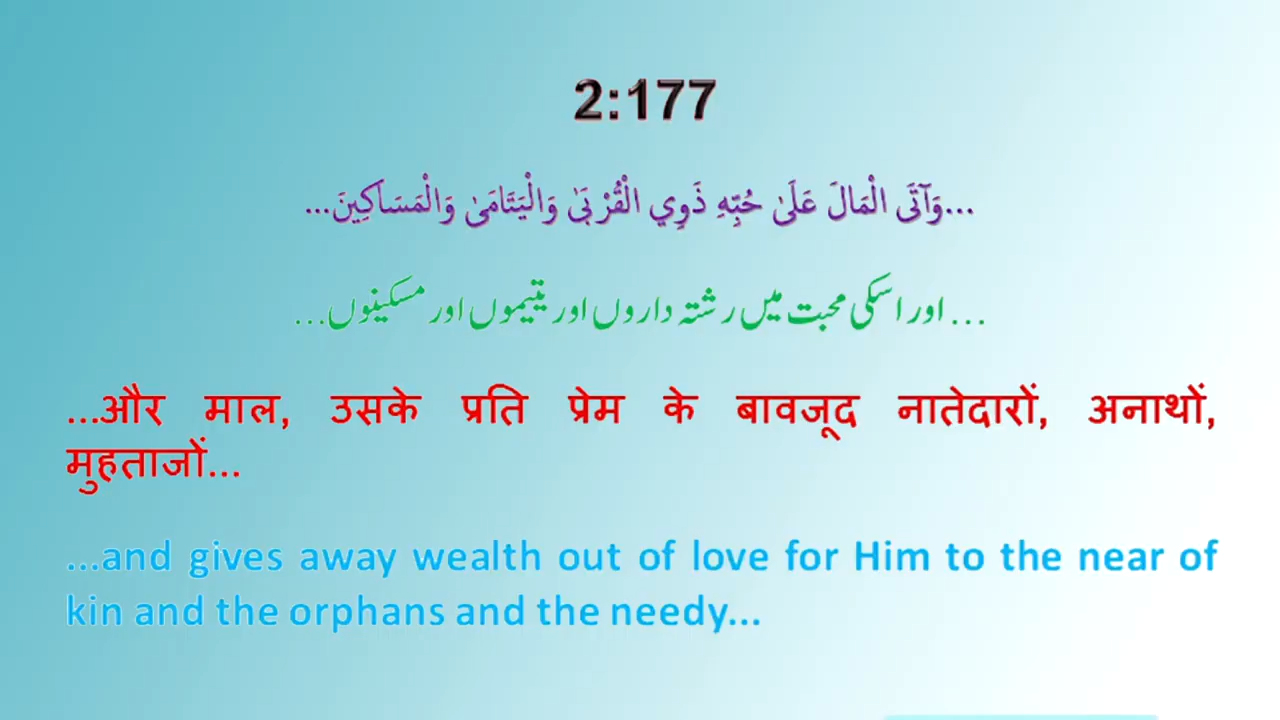 2:177
...وَآتَى الْمَالَ عَلَىٰ حُبِّهِ ذَوِي الْقُرْبَىٰ وَالْيَتَامَىٰ وَالْمَسَاكِينَ...
... اور اسکی محبت میں رشتہ داروں اور یتیموں اور مسکینوں...
...और माल, उसके प्रति प्रेम के बावजूद नातेदारों, अनाथों,
मुहताजों...
...and gives away wealth out of love for Him to the near of
kin and the orphans and the needy...